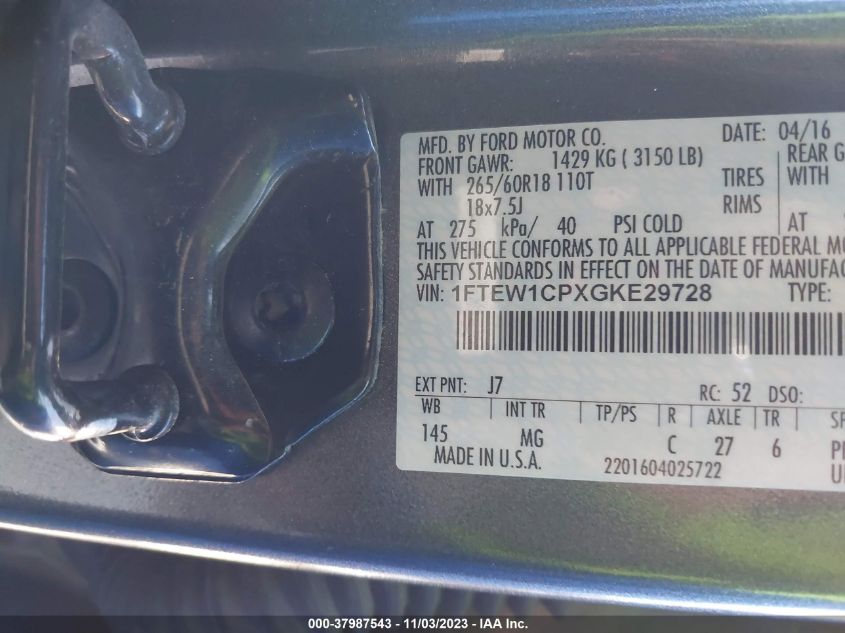 MFD. BY FORD MOTOR CO. DATE: 04/16
FRONT GAWR: 1429 KG ( 3150 LB) REAR G
WITH 265/60R18 110T TIRES WITH
18x7.5J RIMS
AT 275 kPa/ 40 PSI COLD AT
THIS VEHICLE CONFORMS TO ALL APPLICABLE FEDERAL MO
SAFETY STANDARDS IN EFFECT ON THE DATE OF MANUFAC
VIN: 1FTEW1CPXGKE29728 TYPE:
EXT PNT: J7 RC: 52 DSO:
WB INT TR TP/PS R AXLE TR SP
145 MG C 27 6
MADE IN U.S.A. 2201604025722
000-37987543 - 11/03/2023 - IAA Inc.